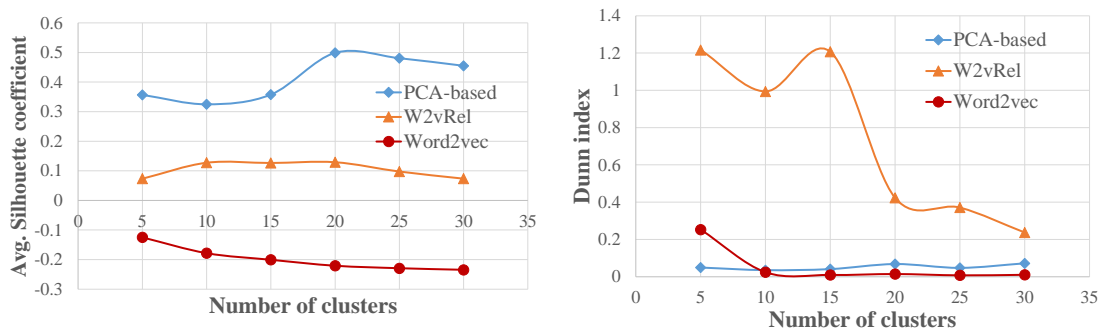 0.6
0.5
0.4
0.3
0.2
0.1
0
-0.1
-0.2
-0.3
Avg. Silhouette coefficient
5 10 15 20 25 30 35
Number of clusters
PCA-based
W2vRel
Word2vec
1.4
1.2
1
0.8
0.6
0.4
0.2
0
Dunn index
5 10 15 20 25 30 35
Number of clusters
PCA-based
W2vRel
Word2vec